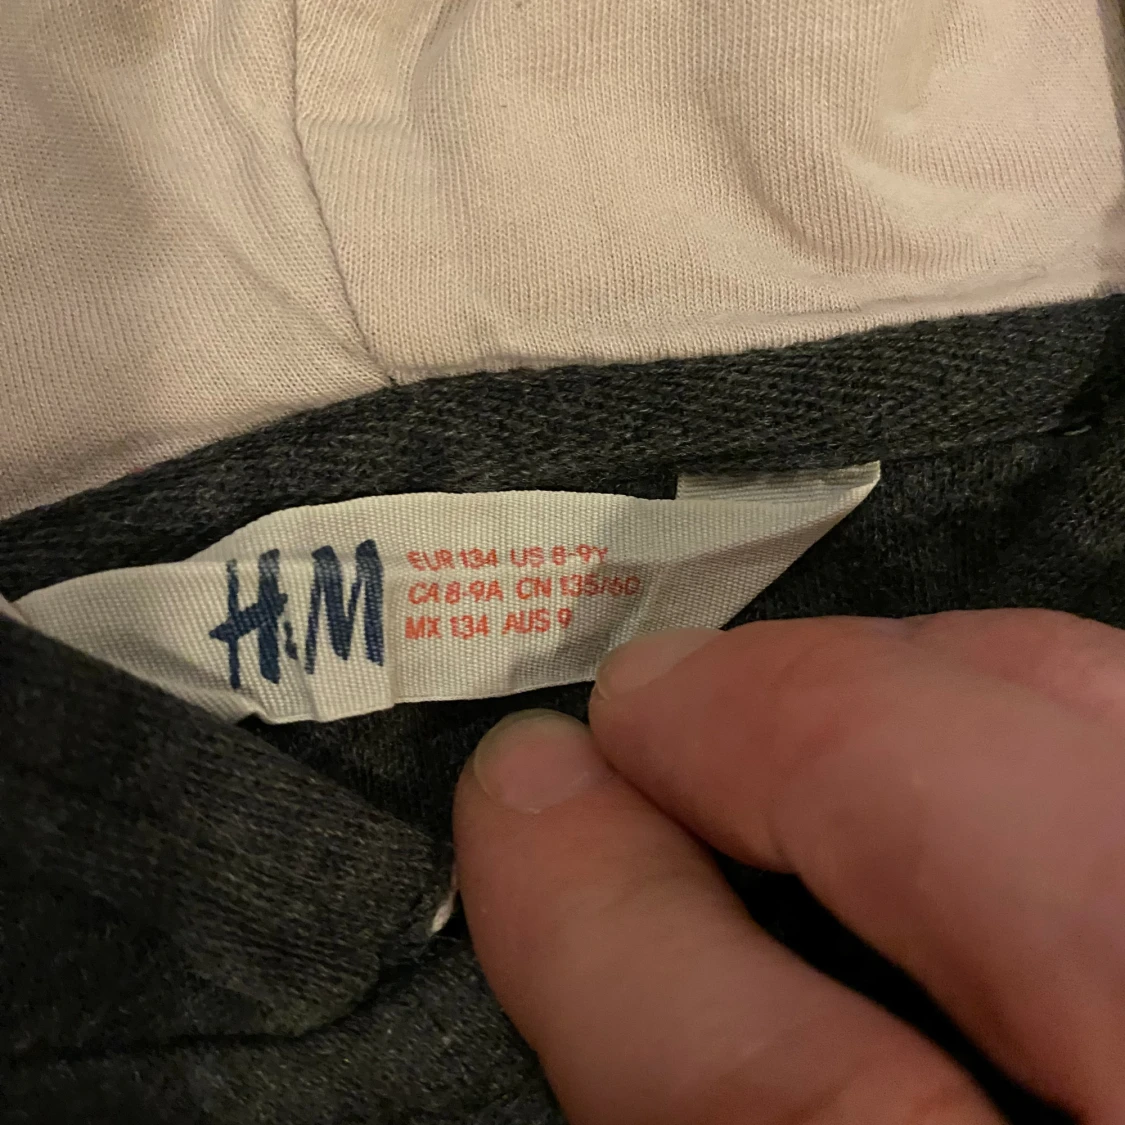 H&M
EUR 134 US 8-9Y
CA 8-9A CN 135/60
MX 134 AUS 9